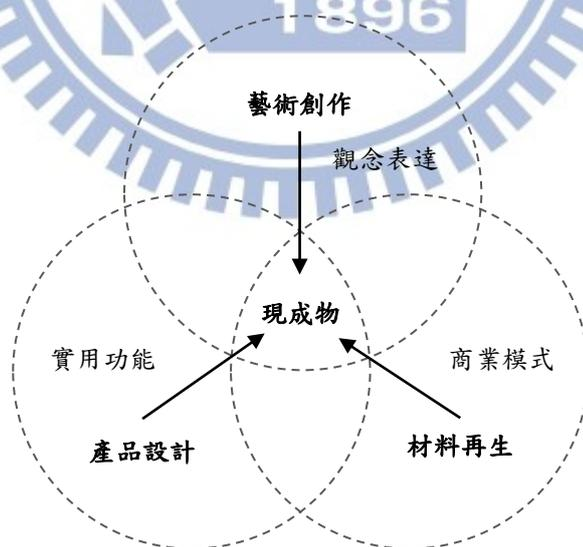 1896
藝術創作
觀念表達
現成物
實用功能
商業模式
產品設計
材料再生